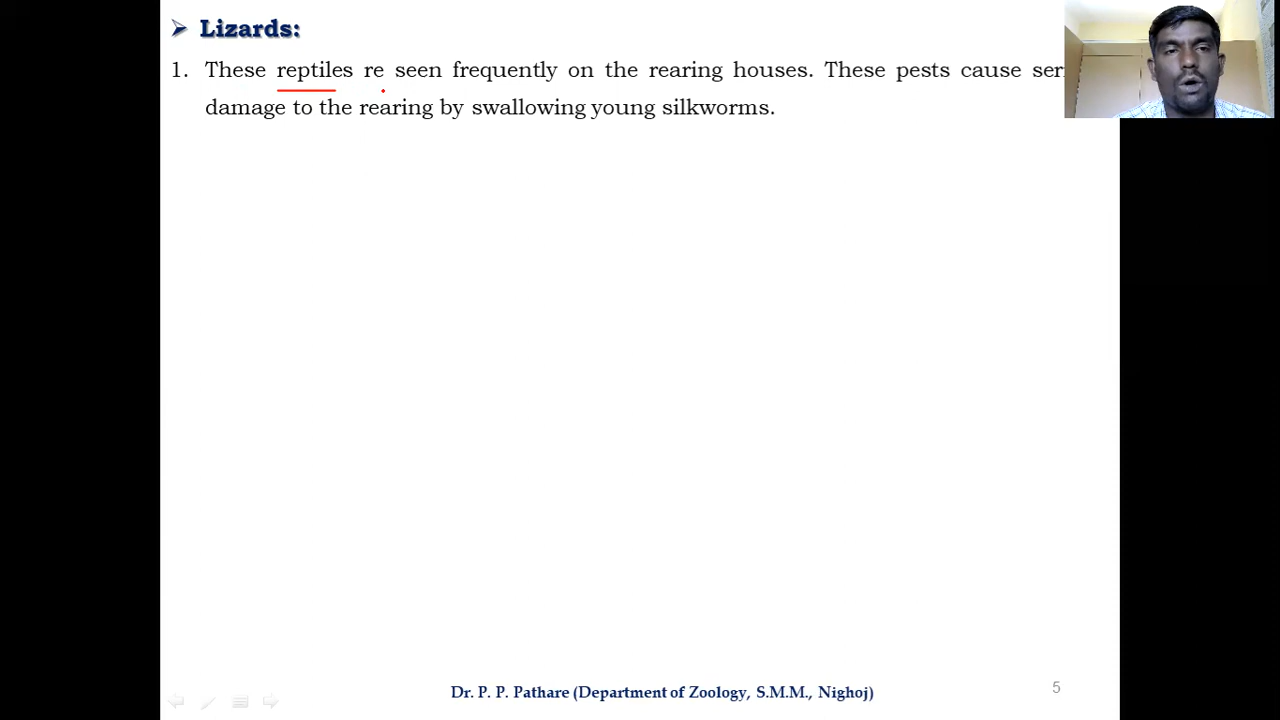 Lizards:
1. These reptiles re seen frequently on the rearing houses. These pests cause
damage to the rearing by swallowing young silkworms.
Dr. P. P. Pathare (Department of Zoology, S.M.M., Nighoj)
5